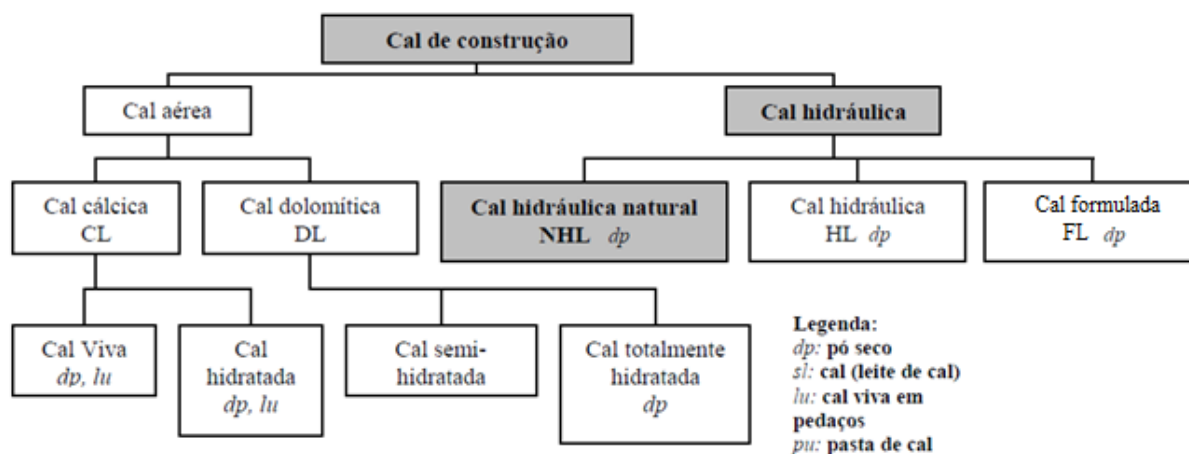 Cal de construção
Cal aérea
Cal hidráulica
Cal cálcica
CL
Cal dolomítica
DL
Cal hidráulica natural
NHL dp
Cal hidráulica
HL dp
Cal formulada
FL dp
Cal Viva
dp, lu
Cal
hidratada
dp, lu
Cal semi-
hidratada
Cal totalmente
hidratada
dp
Legenda:
dp: pó seco
sl: cal (leite de cal)
lu: cal viva em
pedaços
pu: pasta de cal